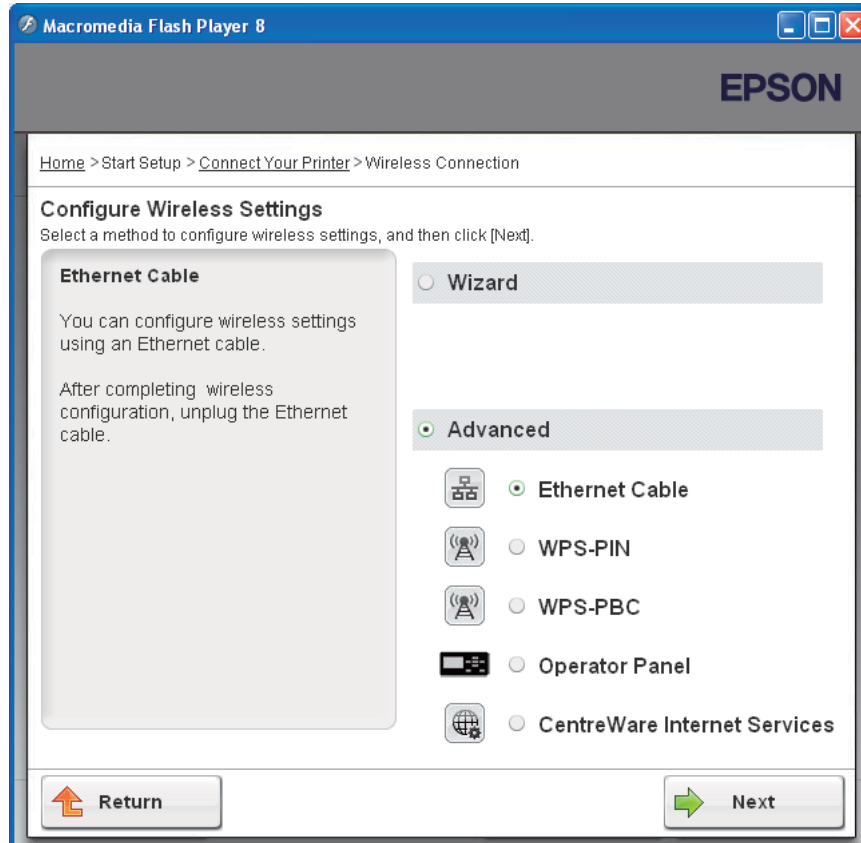 Macromedia Flash Player 8
EPSON
Home > Start Setup > Connect Your Printer > Wireless Connection
Configure Wireless Settings
Select a method to configure wireless settings, and then click [Next].
Ethernet Cable
You can configure wireless settings
using an Ethernet cable.
After completing wireless
configuration, unplug the Ethernet
cable.
Wizard
Advanced
Ethernet Cable
WPS-PIN
WPS-PBC
Operator Panel
CentreWare Internet Services
Return
Next